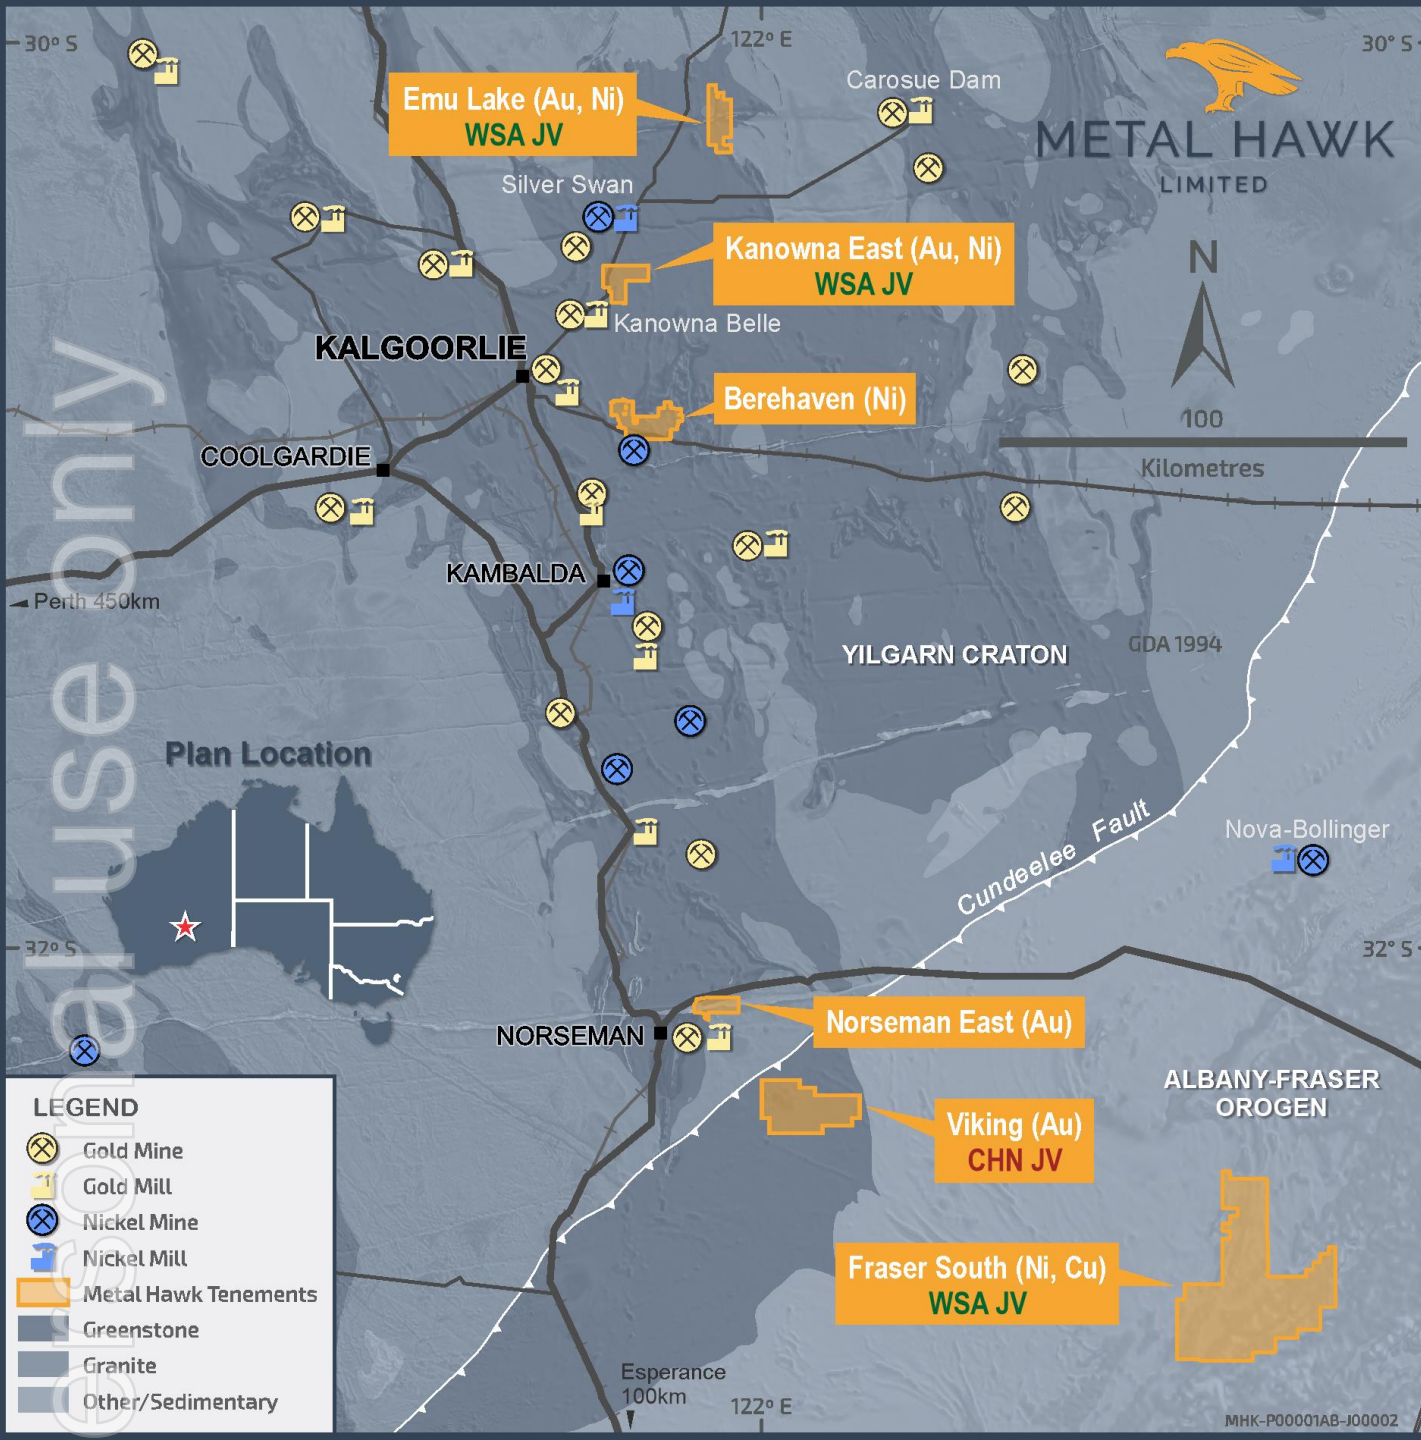 30° S
122° E
30° S
Carosue Dam
Emu Lake (Au, Ni)
WSA JV
METAL HAWK
LIMITED
Silver Swan
Kanowna East (Au, Ni)
WSA JV
N
Kanowna Belle
KALGOORLIE
Berehaven (Ni)
100
Kilometres
COOLGARDIE
KAMBALDA
Perth 450km
YILGARN CRATON
GDA 1994
Plan Location
Cundeelee Fault
Nova-Bollinger
32° S
32° S
NORSEMAN
Norseman East (Au)
ALBANY-FRASER
OROGEN
Viking (Au)
CHN JV
Fraser South (Ni, Cu)
WSA JV
LEGEND
Gold Mine
Gold Mill
Nickel Mine
Nickel Mill
Metal Hawk Tenements
Greenstone
Granite
Other/Sedimentary
Esperance
100km
122° E
MHK-P00001AB-J00002
ersonal use only